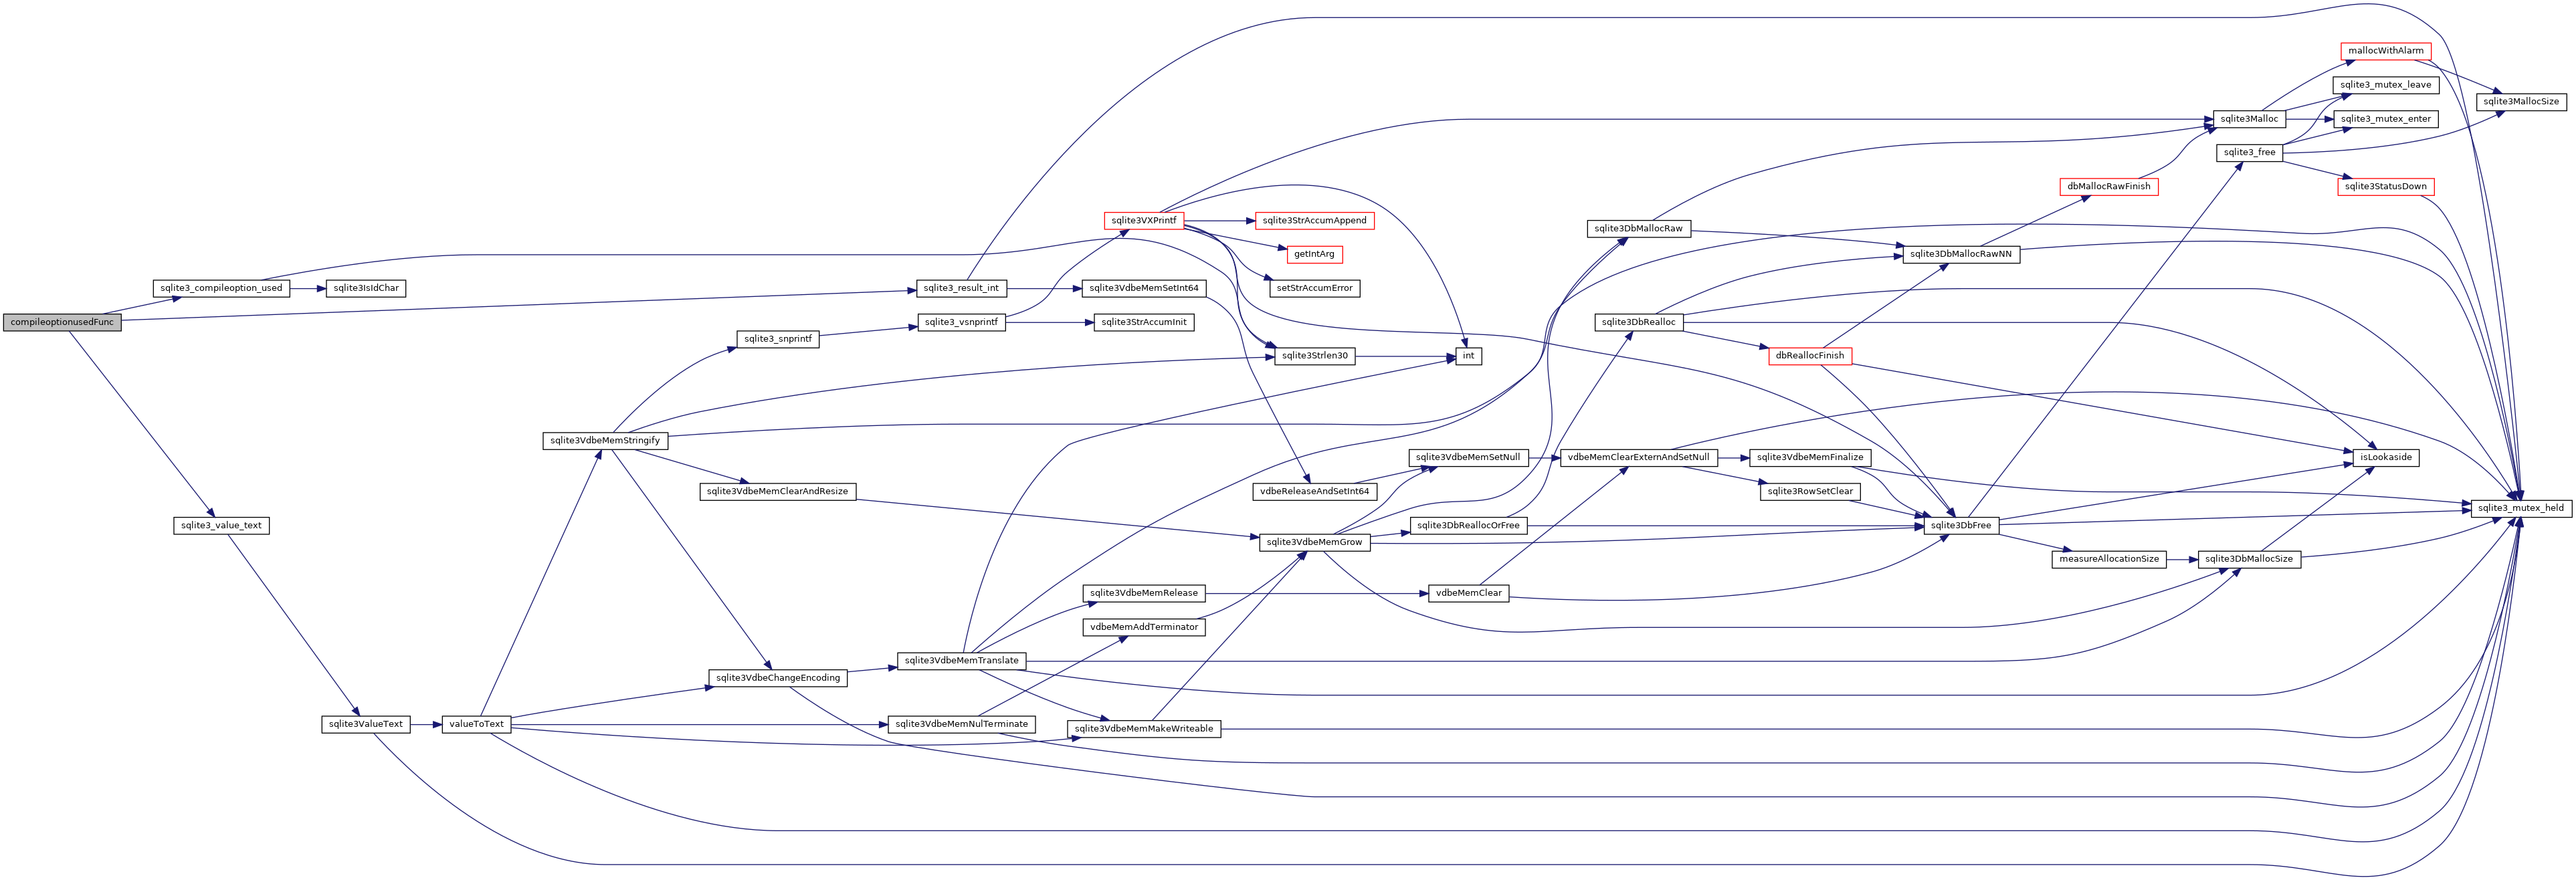 compileoptionusedFunc
sqlite3_compileoption_used
sqlite3IsIdChar
sqlite3_value_text
sqlite3ValueText
valueToText
sqlite3VdbeMemStringify
sqlite3_snprintf
sqlite3VdbeMemClearAndResize
sqlite3VdbeChangeEncoding
sqlite3_result_int
sqlite3_vsnprintf
sqlite3VdbeMemTranslate
sqlite3VdbeMemNulTerminate
sqlite3VXPrintf
sqlite3VdbeMemSetInt64
sqlite3StrAccumInit
sqlite3VdbeMemRelease
vdbeMemAddTerminator
sqlite3VdbeMemMakeWriteable
sqlite3StrAccumAppend
getIntArg
setStrAccumError
sqlite3Strlen30
vdbeReleaseAndSetInt64
sqlite3VdbeMemGrow
int
sqlite3VdbeMemSetNull
sqlite3DbReallocOrFree
vdbeMemClear
sqlite3DbMallocRaw
sqlite3DbRealloc
vdbeMemClearExternAndSetNull
dbReallocFinish
sqlite3VdbeMemFinalize
sqlite3RowSetClear
sqlite3DbMallocRawNN
sqlite3DbFree
dbMallocRawFinish
measureAllocationSize
sqlite3Malloc
sqlite3_free
sqlite3DbMallocSize
mallocWithAlarm
sqlite3_mutex_leave
sqlite3_mutex_enter
sqlite3StatusDown
isLookaside
sqlite3MallocSize
sqlite3_mutex_held